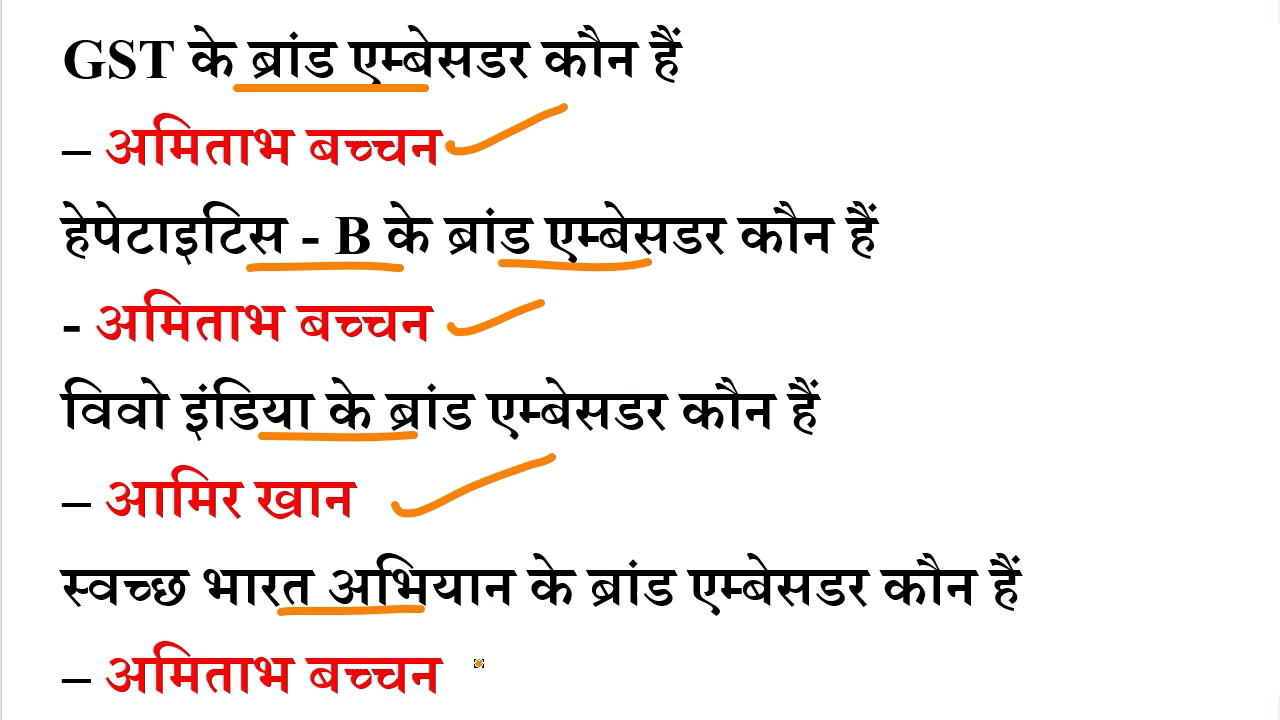 GST के ब्रांड एम्बेसडर कौन हैं
– अमिताभ बच्चन
हेपेटाइटिस - B के ब्रांड एम्बेसडर कौन हैं
- अमिताभ बच्चन
विवो इंडिया के ब्रांड एम्बेसडर कौन हैं
– आमिर खान
स्वच्छ भारत अभियान के ब्रांड एम्बेसडर कौन हैं
– अमिताभ बच्चन